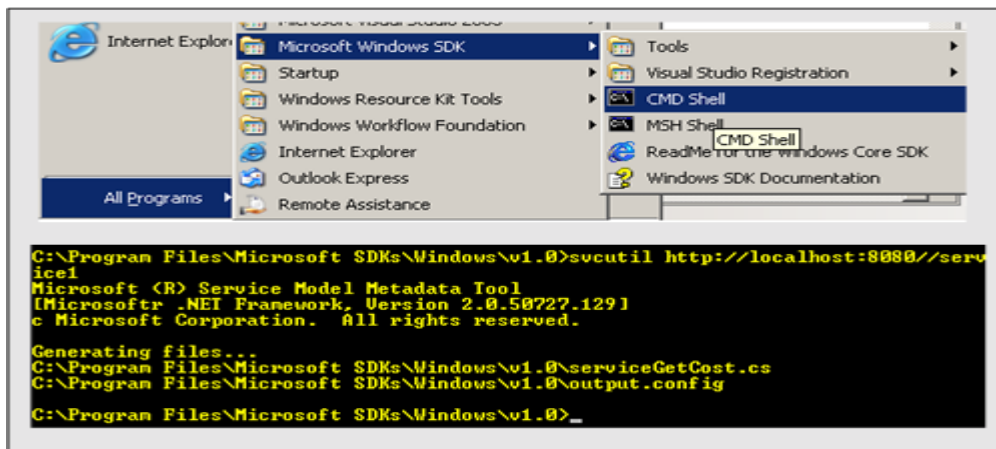 Microsoft Visual Studio 2005
Internet Explor
Microsoft Windows SDK
Startup
Windows Resource Kit Tools
Windows Workflow Foundation
Internet Explorer
Outlook Express
Remote Assistance
All Programs
Tools
Visual Studio Registration
CMD Shell
MSH Shell
CMD Shell
ReadMe for the Windows Core SDK
Windows SDK Documentation
C:\Program Files\Microsoft SDKs\Windows\v1.0>svcutil http://localhost:8080//serv
ice1
Microsoft (R) Service Model Metadata Tool
[Microsoftr .NET Framework, Version 2.0.50727.129]
c Microsoft Corporation.  All rights reserved.
Generating files...
C:\Program Files\Microsoft SDKs\Windows\v1.0\serviceGetCost.cs
C:\Program Files\Microsoft SDKs\Windows\v1.0\output.config
C:\Program Files\Microsoft SDKs\Windows\v1.0>_